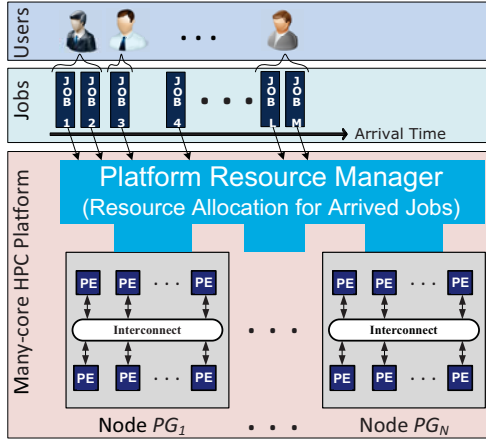 Users
. . .
Jobs
JOB 1
JOB 2
JOB 3
JOB 4
. . .
JOB L
JOB M
Arrival Time
Many-core HPC Platform
Platform Resource Manager
(Resource Allocation for Arrived Jobs)
PE PE . . . PE
Interconnect
PE PE . . . PE
Node PG₁
. . .
PE PE . . . PE
Interconnect
PE PE . . . PE
Node PG_N
. . .